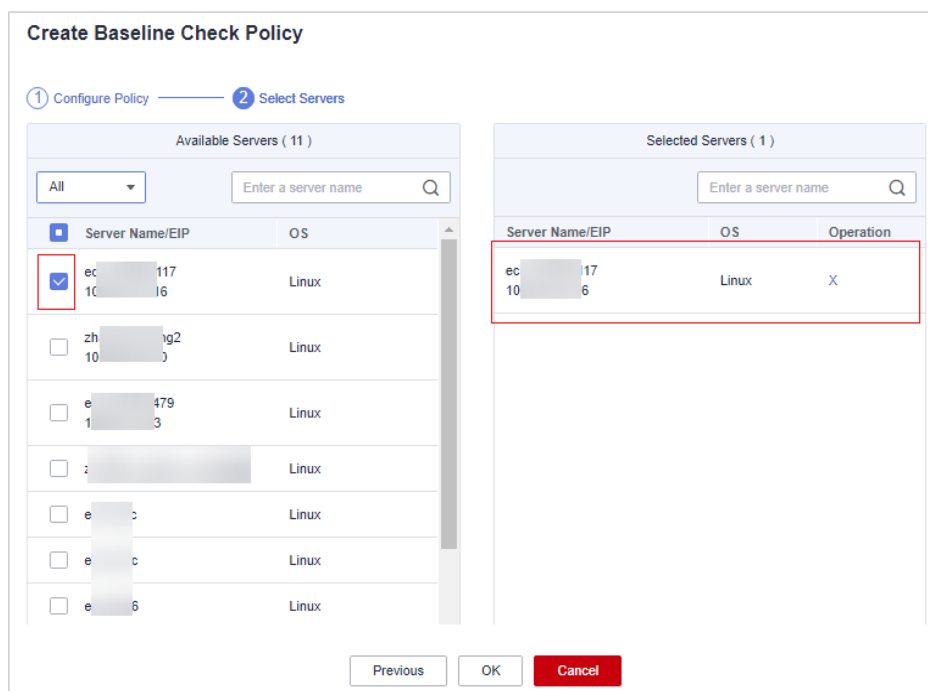 Create Baseline Check Policy
1 Configure Policy
2 Select Servers
Available Servers ( 11 )
All
Enter a server name
Server Name/EIP OS
Linux
Linux
Linux
Linux
Linux
Linux
Linux
Selected Servers ( 1 )
Enter a server name
Server Name/EIP OS Operation
Linux X
Previous OK Cancel